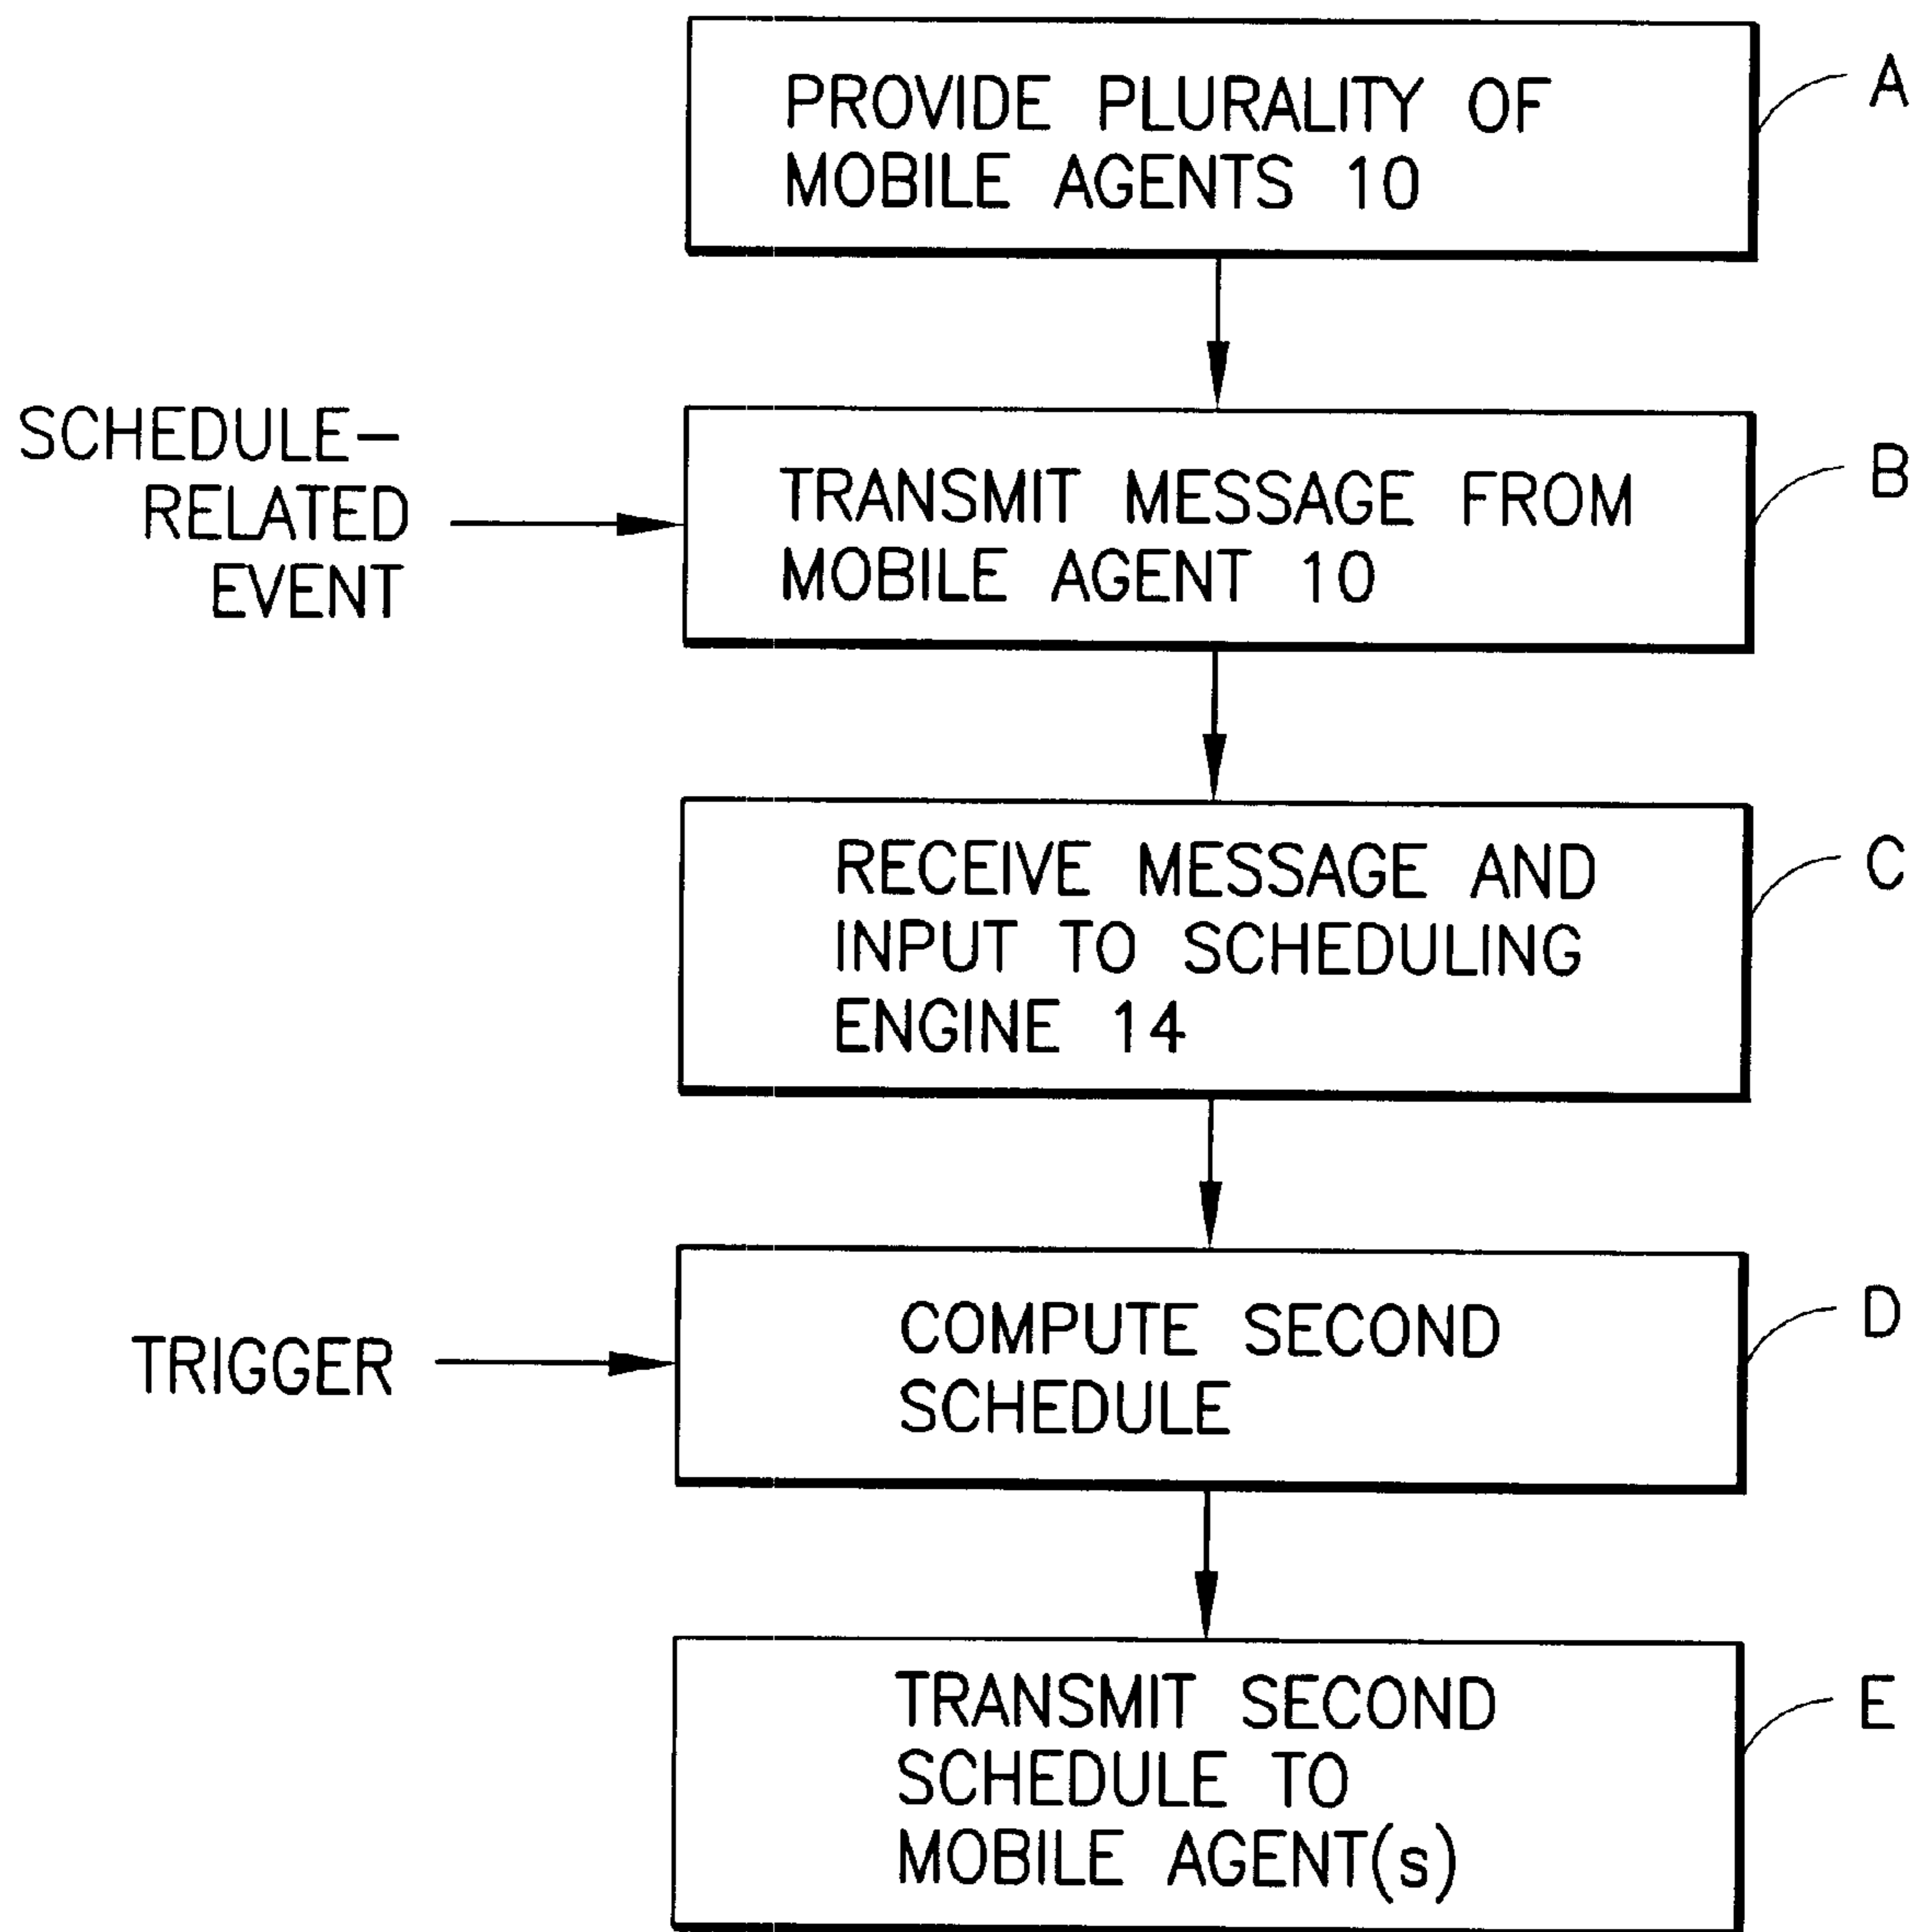 PROVIDE PLURALITY OF
MOBILE AGENTS 10
A
SCHEDULE-
RELATED
EVENT
TRANSMIT MESSAGE FROM
MOBILE AGENT 10
B
RECEIVE MESSAGE AND
INPUT TO SCHEDULING
ENGINE 14
C
TRIGGER
COMPUTE SECOND
SCHEDULE
D
TRANSMIT SECOND
SCHEDULE TO
MOBILE AGENT(s)
E